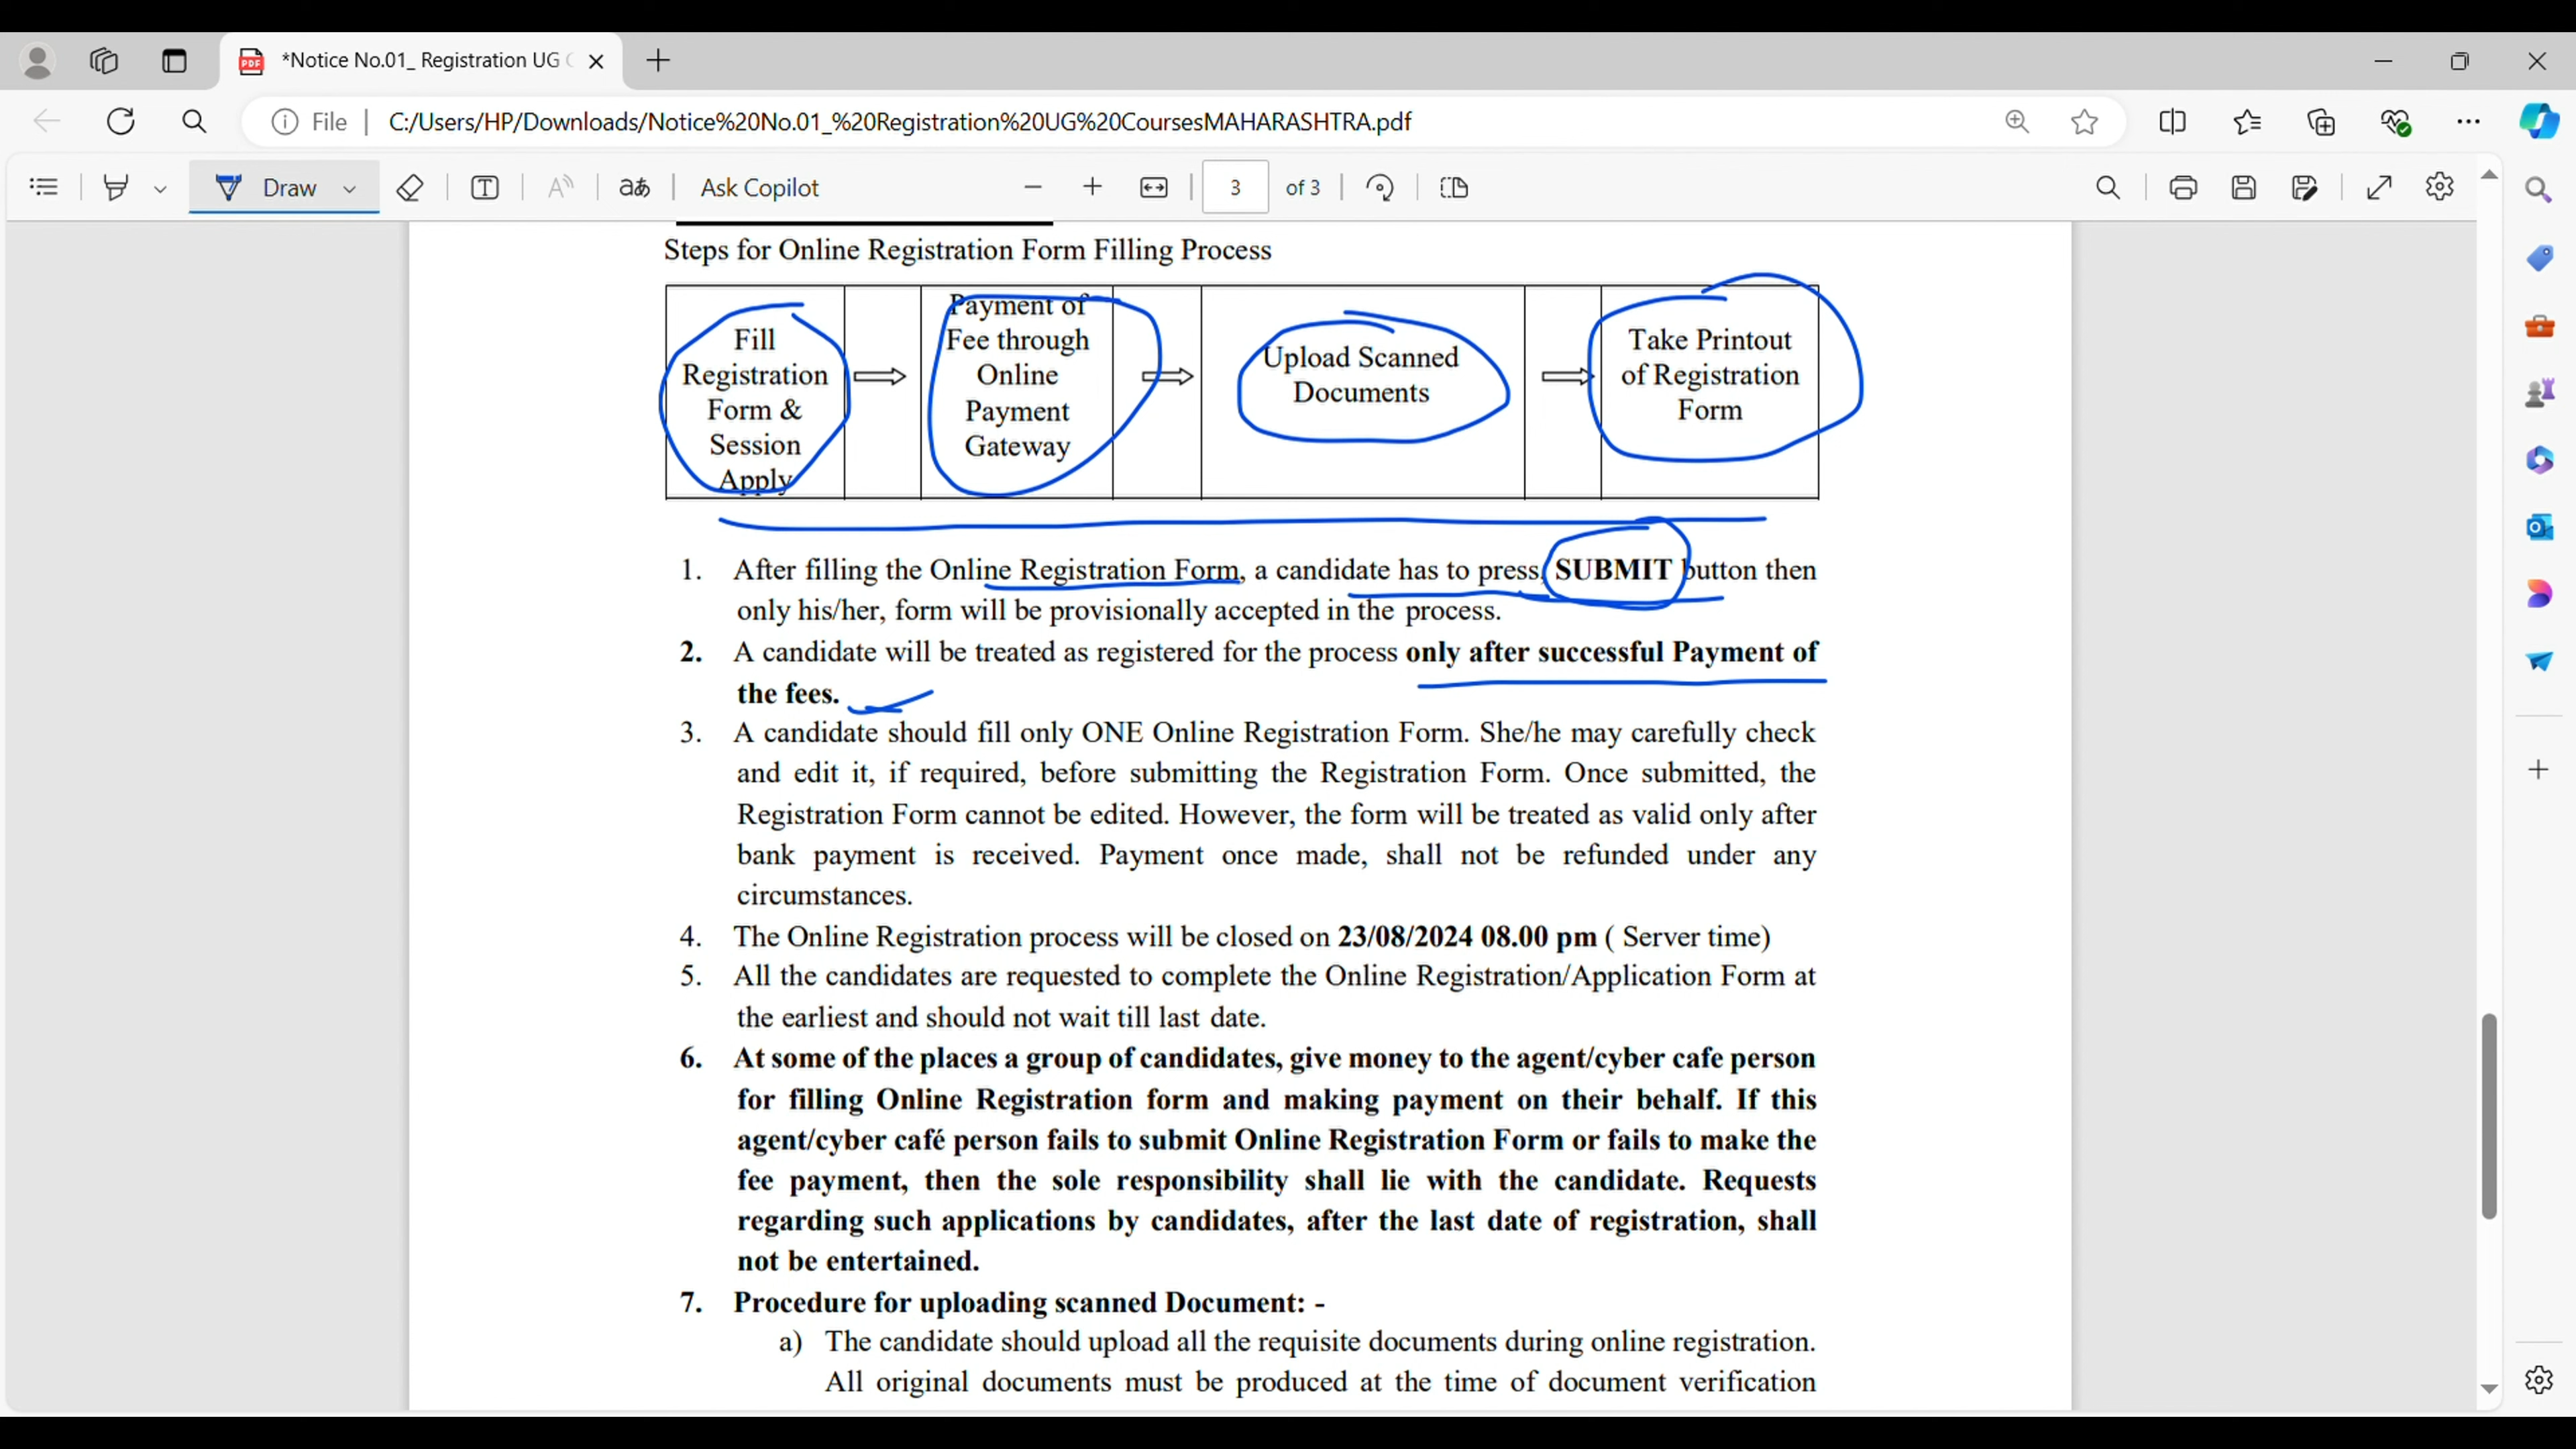 *Notice No.01_ Registration UG C
File
C:/Users/HP/Downloads/Notice%20No.01_%20Registration%20UG%20CoursesMAHARASHTRA.pdf
Draw
Ask Copilot
3
of 3
Steps for Online Registration Form Filling Process
Fill
Registration
Form &
Session
Apply
Payment of
Fee through
Online
Payment
Gateway
Upload Scanned
Documents
Take Printout
of Registration
Form
1. After filling the Online Registration Form, a candidate has to press, SUBMIT button then
only his/her, form will be provisionally accepted in the process.
2. A candidate will be treated as registered for the process only after successful Payment of
the fees.
3. A candidate should fill only ONE Online Registration Form. She/he may carefully check
and edit it, if required, before submitting the Registration Form. Once submitted, the
Registration Form cannot be edited. However, the form will be treated as valid only after
bank payment is received. Payment once made, shall not be refunded under any
circumstances.
4. The Online Registration process will be closed on 23/08/2024 08.00 pm ( Server time)
5. All the candidates are requested to complete the Online Registration/Application Form at
the earliest and should not wait till last date.
6. At some of the places a group of candidates, give money to the agent/cyber cafe person
for filling Online Registration form and making payment on their behalf. If this
agent/cyber café person fails to submit Online Registration Form or fails to make the
fee payment, then the sole responsibility shall lie with the candidate. Requests
regarding such applications by candidates, after the last date of registration, shall
not be entertained.
7. Procedure for uploading scanned Document: -
a) The candidate should upload all the requisite documents during online registration.
All original documents must be produced at the time of document verification